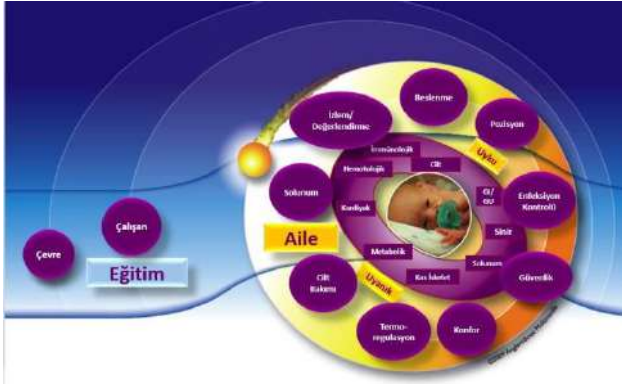 Beslenme
İzlem/
Değerlendirme
Pozisyon
İmmünolojik
Uyku
Hemotolojik
Cilt
Solunum
GI/
GU
Enfeksiyon
Kontrolü
Kardiyak
Çalışan
Sinir
Aile
Çevre
Metabolik
Solunum
Eğitim
Cilt
Bakımı
Uyanık
Kas İskelet
Güvenlik
Termo-
regulasyon
Konfor